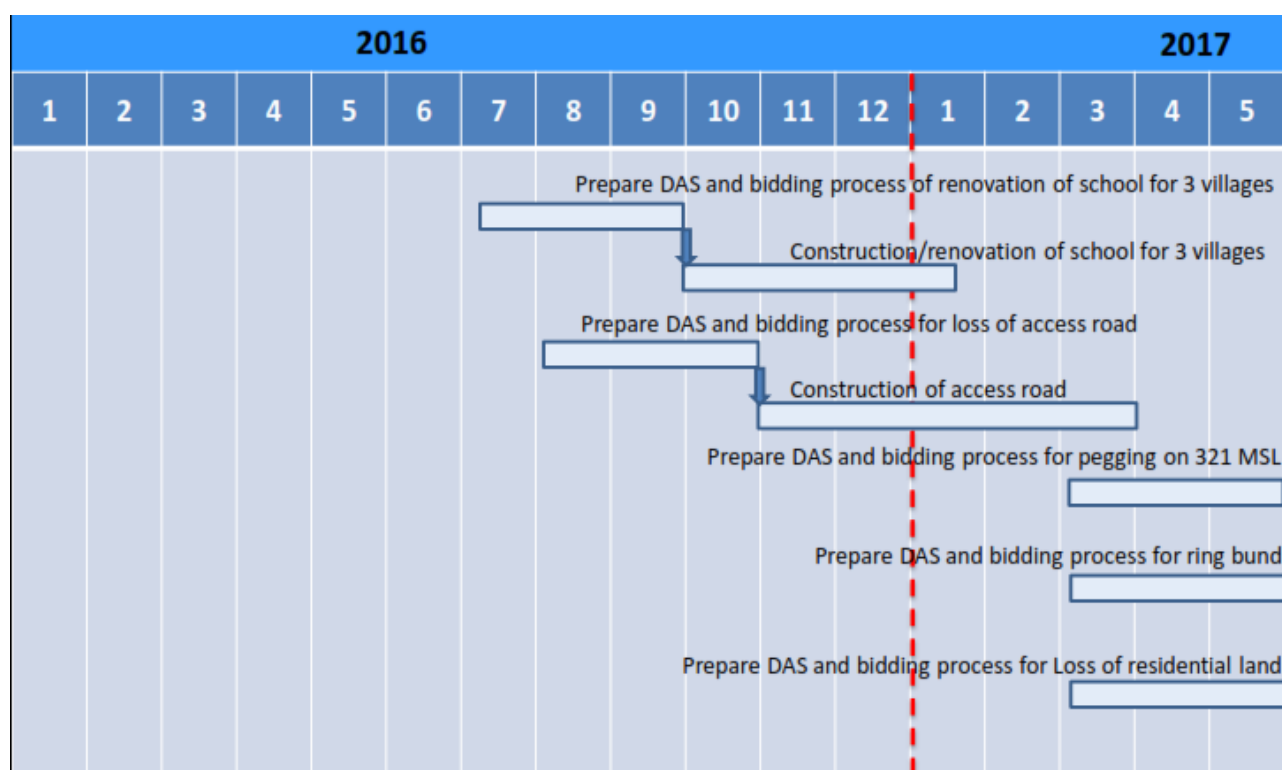 2016 2017
1 2 3 4 5 6 7 8 9 10 11 12 1 2 3 4 5
Prepare DAS and bidding process of renovation of school for 3 villages
Construction/renovation of school for 3 villages
Prepare DAS and bidding process for loss of access road
Construction of access road
Prepare DAS and bidding process for pegging on 321 MSL
Prepare DAS and bidding process for ring bund
Prepare DAS and bidding process for Loss of residential land